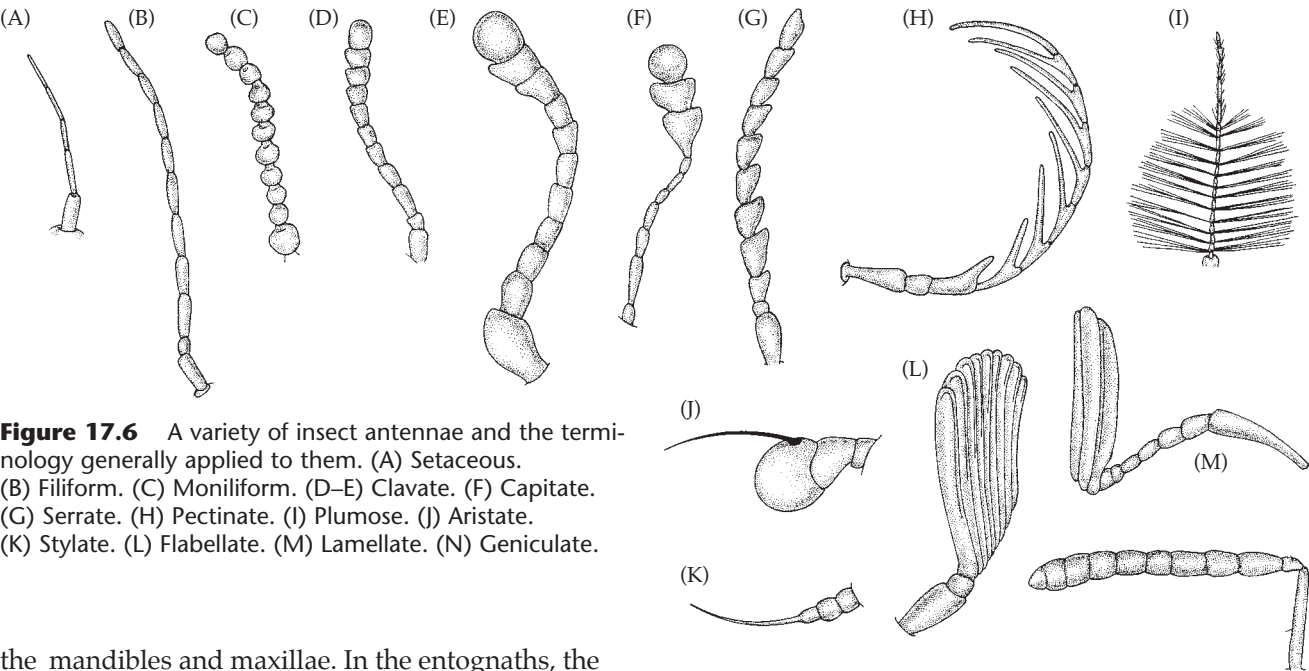 (A)
(B)
(C)
(D)
(E)
(F)
(G)
(H)
(I)
(J)
(K)
(L)
(M)
Figure 17.6 A variety of insect antennae and the termi-
nology generally applied to them. (A) Setaceous.
(B) Filiform. (C) Moniliform. (D–E) Clavate. (F) Capitate.
(G) Serrate. (H) Pectinate. (I) Plumose. (J) Aristate.
(K) Stylate. (L) Flabellate. (M) Lamellate. (N) Geniculate.
the mandibles and maxillae. In the entognaths, the